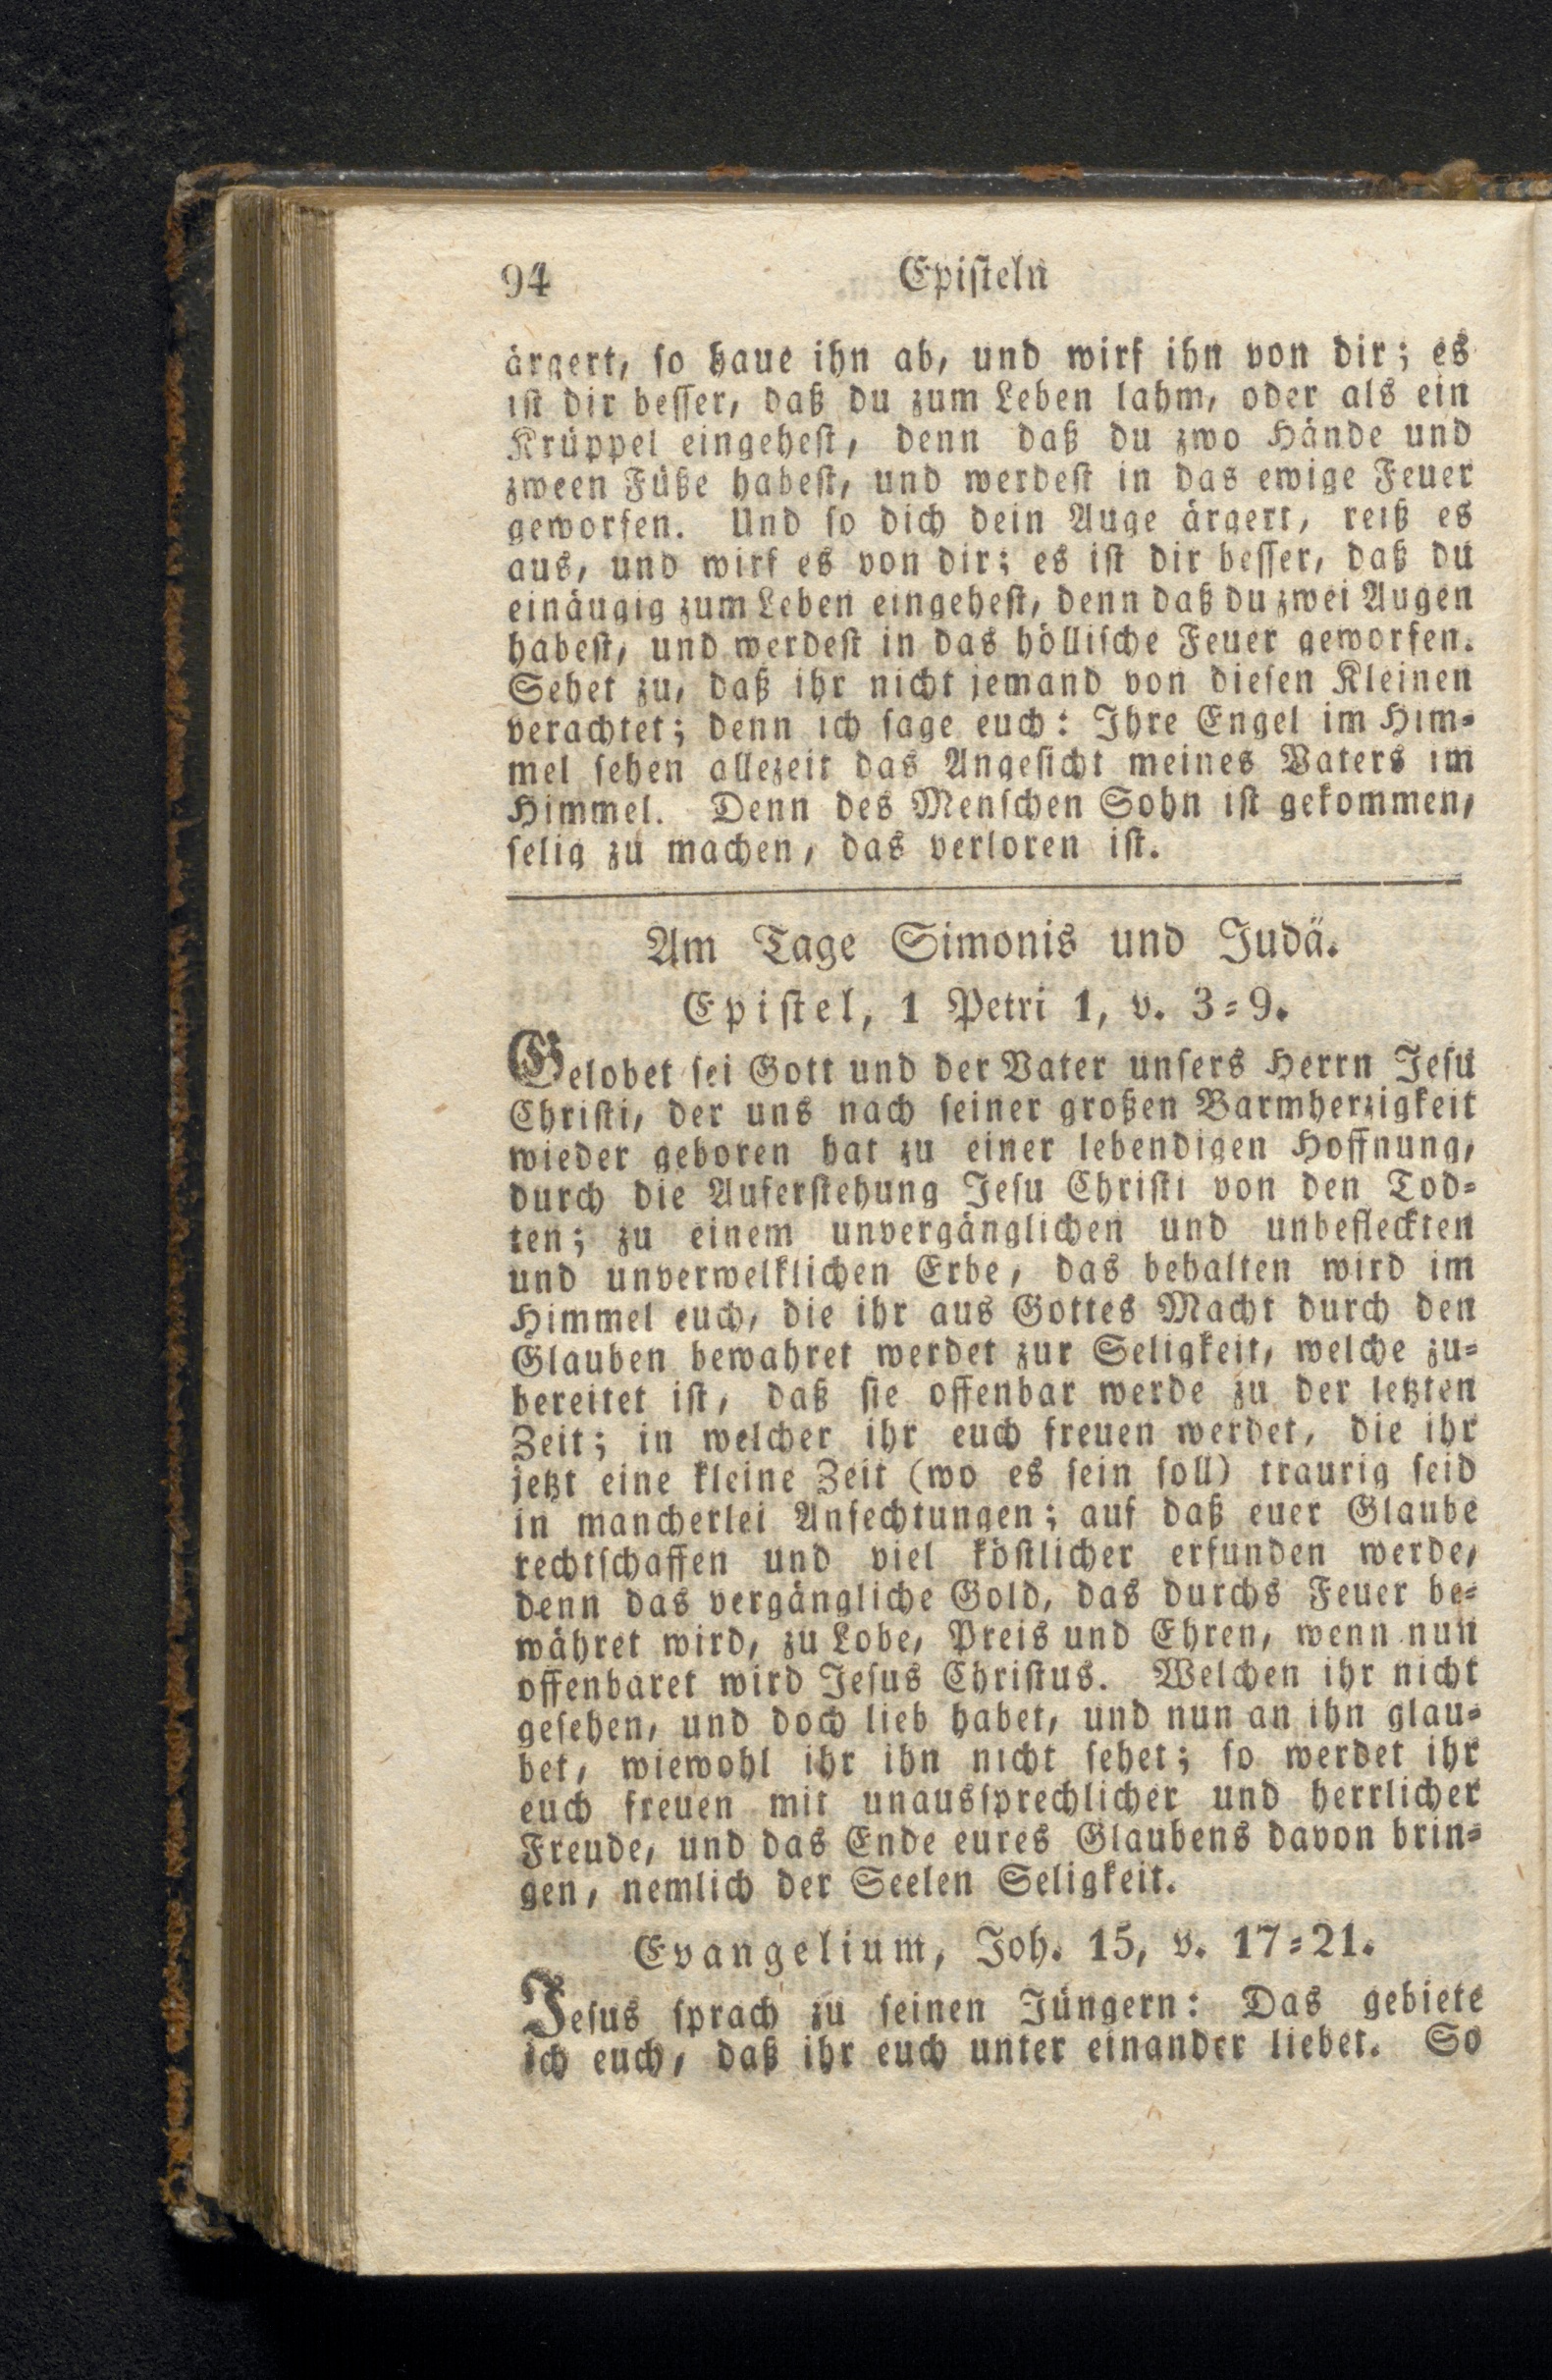 94 Epiſteln
ärgert, ſo haue ihn ab, und wirf ihn von dir; es
iſt dir beſſer, daß du zum Leben lahm, oder als ein
Krüppel eingeheſt, denn daß du zwo Hände und
zween Füße habeſt, und werdeſt in das ewige Feuer
geworfen. Und ſo dich dein Auge ärgert, reiß es
aus, und wirf es von dir; es iſt dir beſſer, daß du
einäugig zum Leben eingeheſt, denn daß du zwei Augen
habeſt, und werdeſt in das hölliſche Feuer geworfen.
Sehet zu, daß ihr nicht jemand von dieſen Kleinen
verachtet; denn ich ſage euch: Ihre Engel im Him⸗
mel ſehen allezeit das Angeſicht meines Vaters im
Himmel. Denn des Menſchen Sohn iſt gekommen,
ſelig zu machen, das verloren iſt.
Am Tage Simonis und Judä.
Epiſtel, 1 Petri 1, v. 3⸗9.
Gelobet ſei Gott und der Vater unſers Herrn Jeſu
Chriſti, der uns nach ſeiner großen Barmherzigkeit
wieder geboren hat zu einer lebendigen Hoffnung,
durch die Auferſtehung Jeſu Chriſti von den Tod⸗
ten; zu einem unvergänglichen und unbefleckten
und unverwelklichen Erbe, das behalten wird im
Himmel euch, die ihr aus Gottes Macht durch den
Glauben bewahret werdet zur Seligkeit, welche zu⸗
bereitet iſt, daß ſie offenbar werde zu der letzten
Zeit; in welcher ihr euch freuen werdet, die ihr
jetzt eine kleine Zeit (wo es ſein ſoll) traurig ſeid
in mancherlei Anfechtungen; auf daß euer Glaube
rechtſchaffen und viel köſtlicher erfunden werde,
denn das vergängliche Gold, das durchs Feuer be⸗
währet wird, zu Lobe, Preis und Ehren, wenn nun
offenbaret wird Jeſus Chriſtus. Welchen ihr nicht
geſehen, und doch lieb habet, und nun an ihn glau⸗
bet, wiewohl ihr ihn nicht ſehet; ſo werdet ihr
euch freuen mit unausſprechlicher und herrlicher
Freude, und das Ende eures Glaubens davon brin⸗
gen, nemlich der Seelen Seligkeit.
Evangelium, Joh. 15, v. 17⸗21.
Jeſus ſprach zu ſeinen Jüngern: Das gebiete
ich euch, daß ihr euch unter einander liebet. So